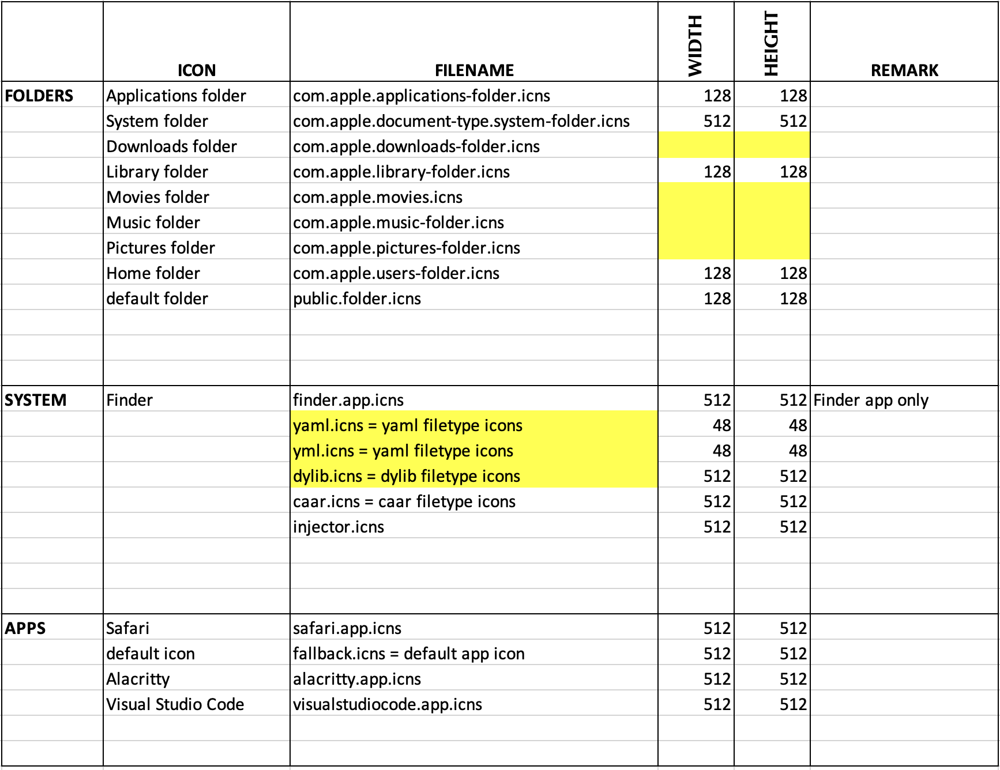 ICON FILENAME WIDTH HEIGHT REMARK
FOLDERS Applications folder com.apple.applications-folder.icns 128 128
System folder com.apple.document-type.system-folder.icns 512 512
Downloads folder com.apple.downloads-folder.icns
Library folder com.apple.library-folder.icns 128 128
Movies folder com.apple.movies.icns
Music folder com.apple.music-folder.icns
Pictures folder com.apple.pictures-folder.icns
Home folder com.apple.users-folder.icns 128 128
default folder public.folder.icns 128 128
SYSTEM Finder finder.app.icns 512 512 Finder app only
yaml.icns = yaml filetype icons 48 48
yml.icns = yaml filetype icons 48 48
dylib.icns = dylib filetype icons 512 512
caar.icns = caar filetype icons 512 512
injector.icns 512 512
APPS Safari safari.app.icns 512 512
default icon fallback.icns = default app icon 512 512
Alacritty alacritty.app.icns 512 512
Visual Studio Code visualstudiocode.app.icns 512 512